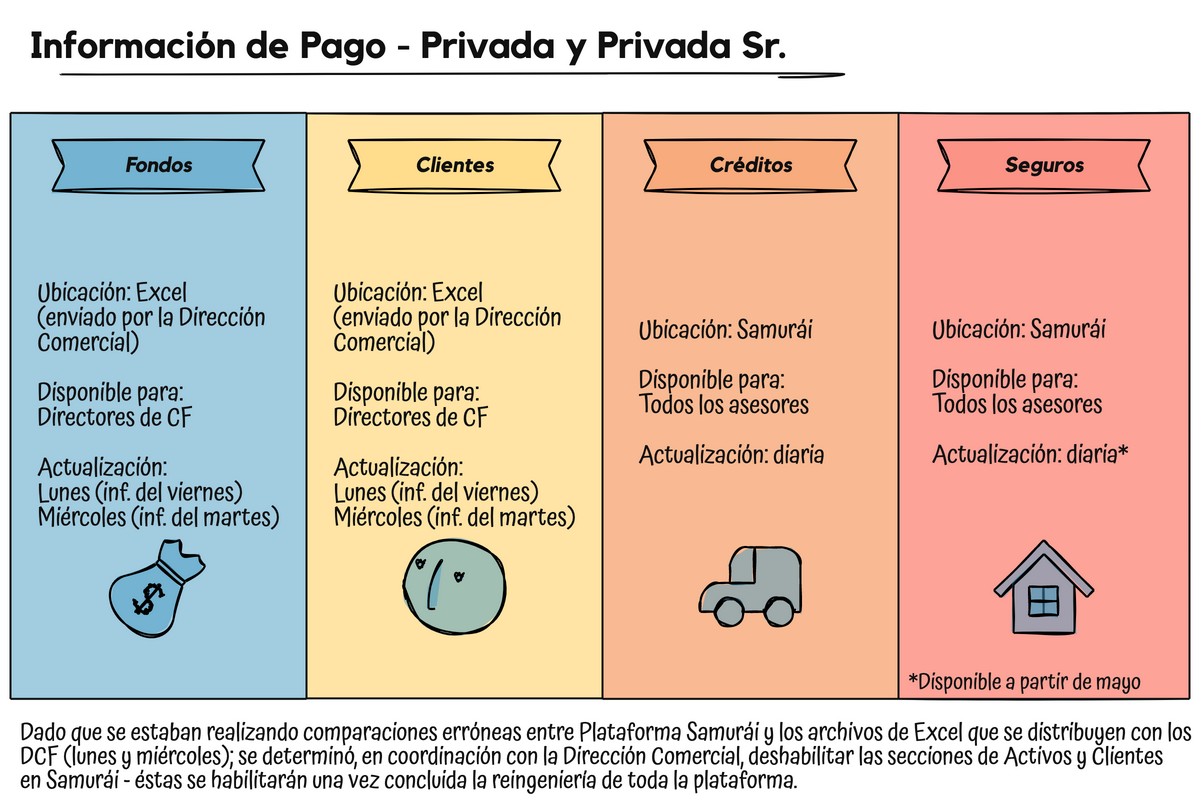 Información de Pago - Privada y Privada Sr.
Fondos
Ubicación: Excel
(enviado por la Dirección
Comercial)
Disponible para:
Directores de CF
Actualización:
Lunes (inf. del viernes)
Miércoles (inf. del martes)
$
Clientes
Ubicación: Excel
(enviado por la Dirección
Comercial)
Disponible para:
Directores de CF
Actualización:
Lunes (inf. del viernes)
Miércoles (inf. del martes)
Créditos
Ubicación: Samurái
Disponible para:
Todos los asesores
Actualización: diaria
Seguros
Ubicación: Samurái
Disponible para:
Todos los asesores
Actualización: diaria*
*Disponible a partir de mayo
Dado que se estaban realizando comparaciones erróneas entre Plataforma Samurái y los archivos de Excel que se distribuyen con los
DCF (lunes y miércoles); se determinó, en coordinación con la Dirección Comercial, deshabilitar las secciones de Activos y Clientes
en Samurái - éstas se habilitarán una vez concluida la reingeniería de toda la plataforma.